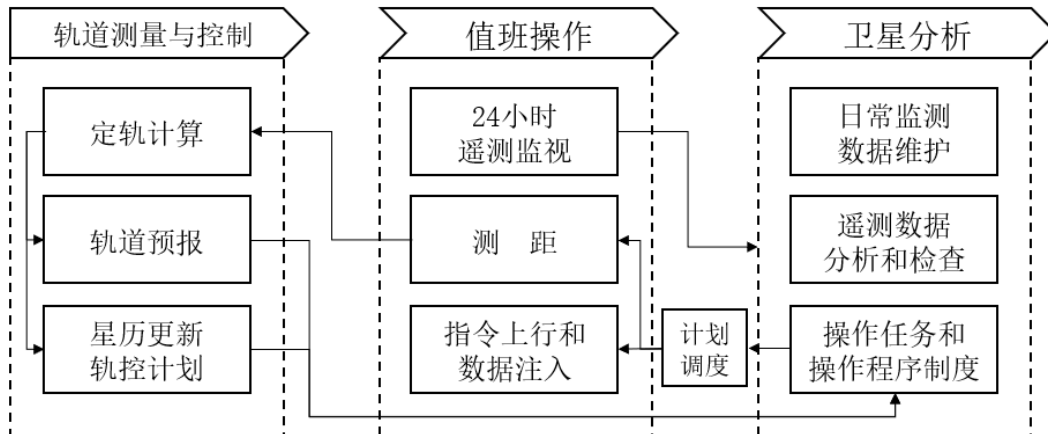 轨道测量与控制
值班操作
卫星分析
定轨计算
24小时
遥测监视
日常监测
数据维护
轨道预报
测 距
遥测数据
分析和检查
星历更新
轨控计划
指令上行和
数据注入
计划
调度
操作任务和
操作程序制度